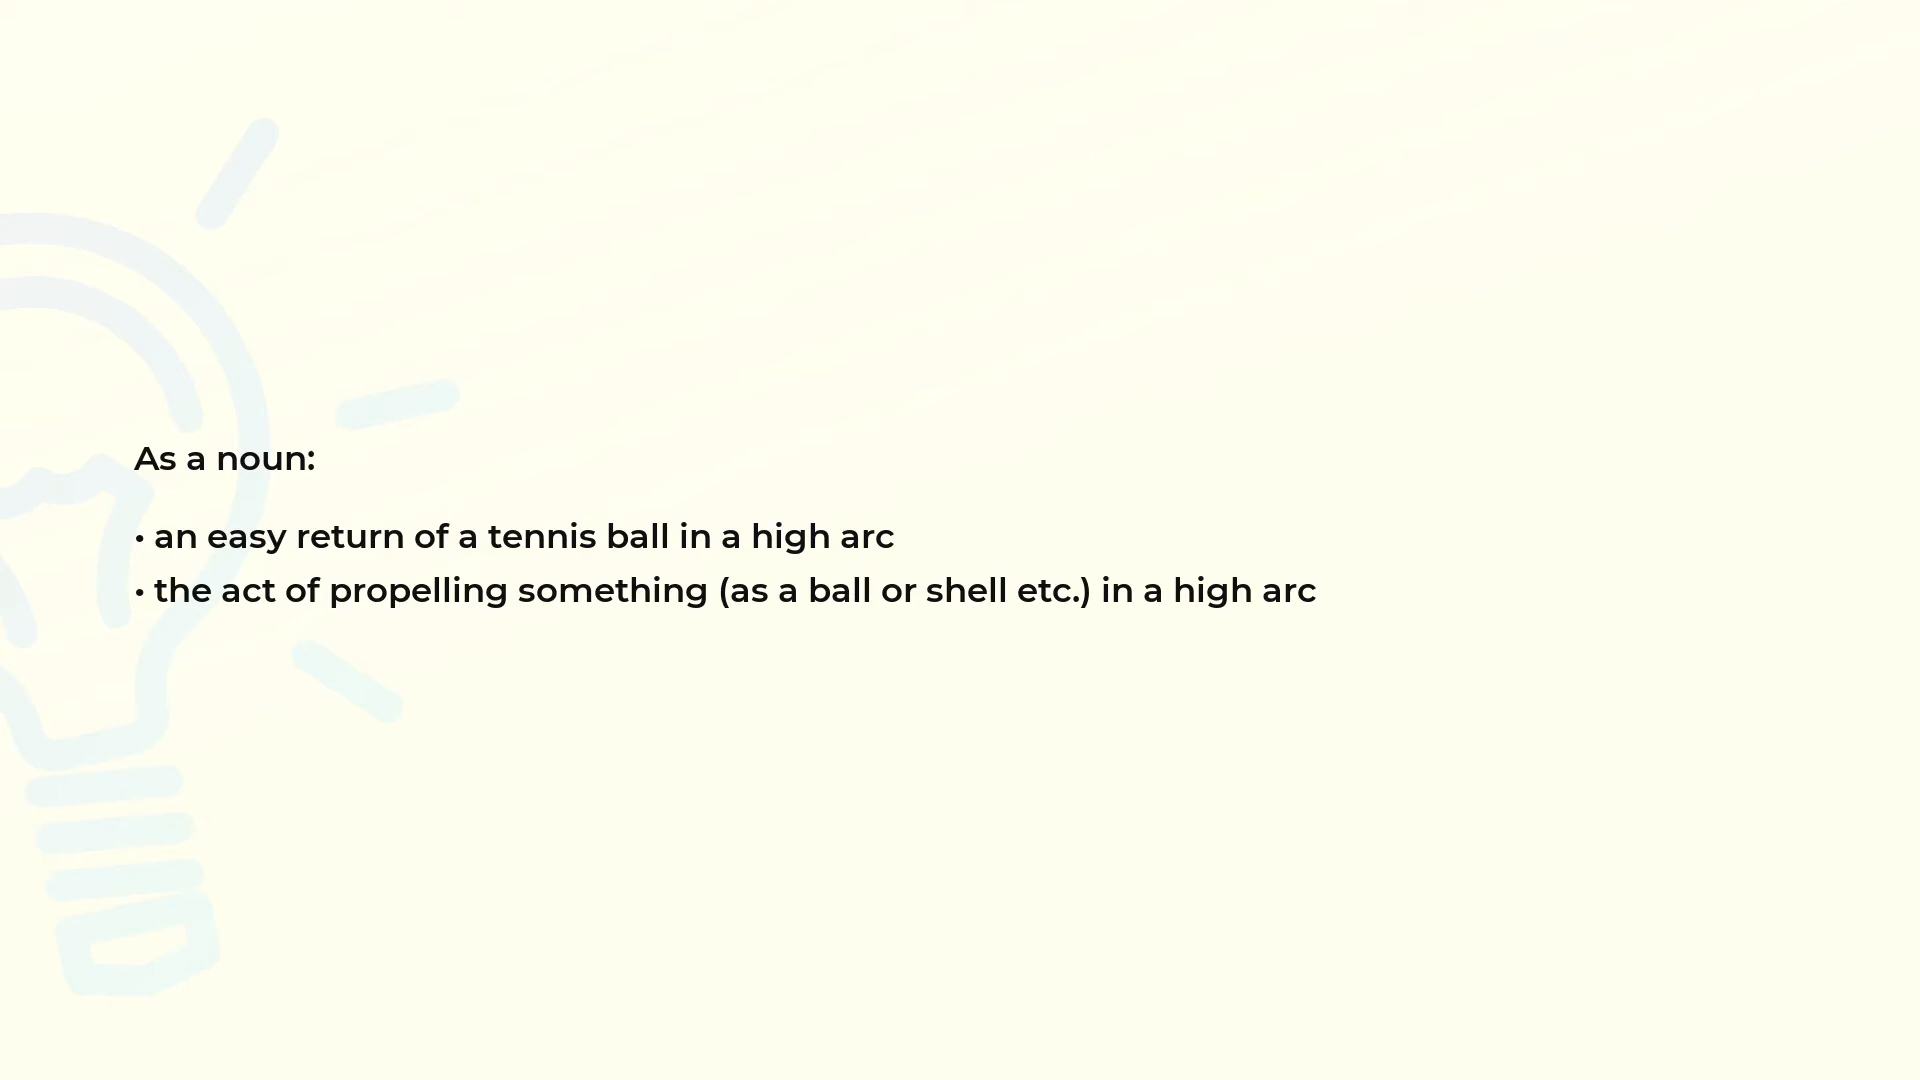 As a noun:
• an easy return of a tennis ball in a high arc
• the act of propelling something (as a ball or shell etc.) in a high arc